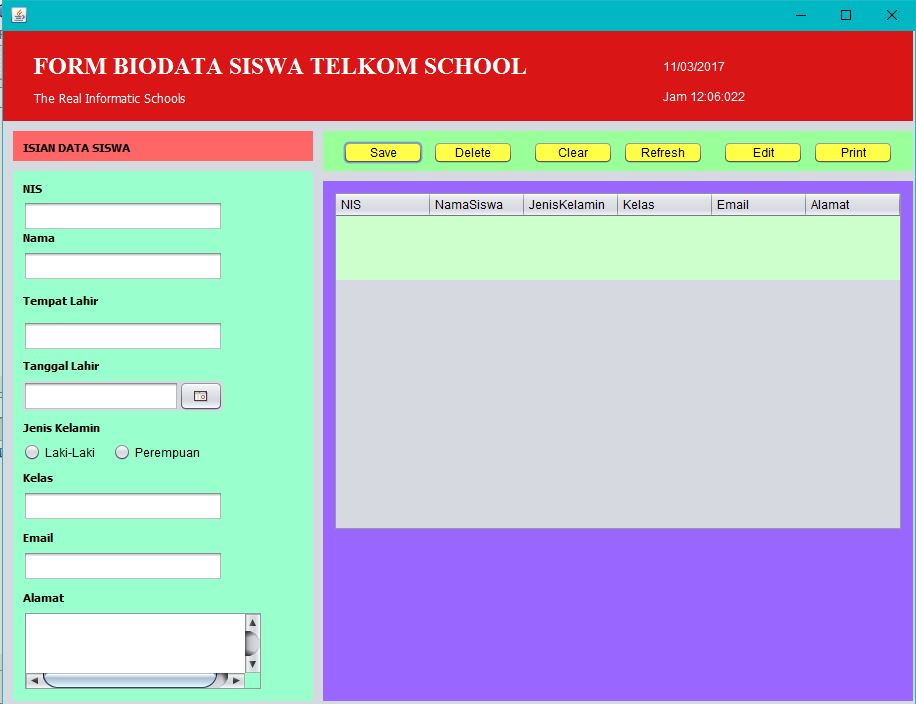 FORM BIODATA SISWA TELKOM SCHOOL
The Real Informatic Schools
11/03/2017
Jam 12:06:022
ISIAN DATA SISWA
Save Delete Clear Refresh Edit Print
NIS
Nama
Tempat Lahir
Tanggal Lahir
Jenis Kelamin
Laki-Laki Perempuan
Kelas
Email
Alamat
NIS NamaSiswa JenisKelamin Kelas Email Alamat